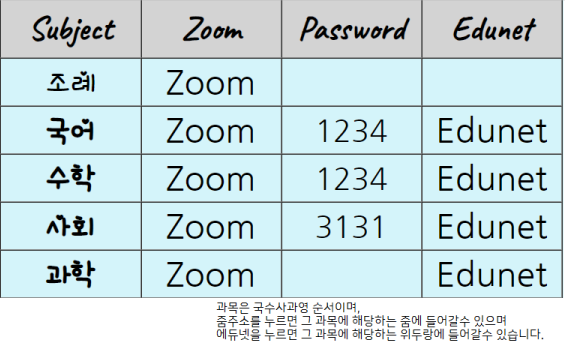 Subject Zoom Password Edunet
조례 Zoom
국어 Zoom 1234 Edunet
수학 Zoom 1234 Edunet
사회 Zoom 3131 Edunet
과학 Zoom Edunet
과목은 국수사과영 순서이며,
줌주소를 누르면 그 과목에 해당하는 줌에 들어갈수 있으며
에듀넷을 누르면 그 과목에 해당하는 위두랑에 들어갈수 있습니다.